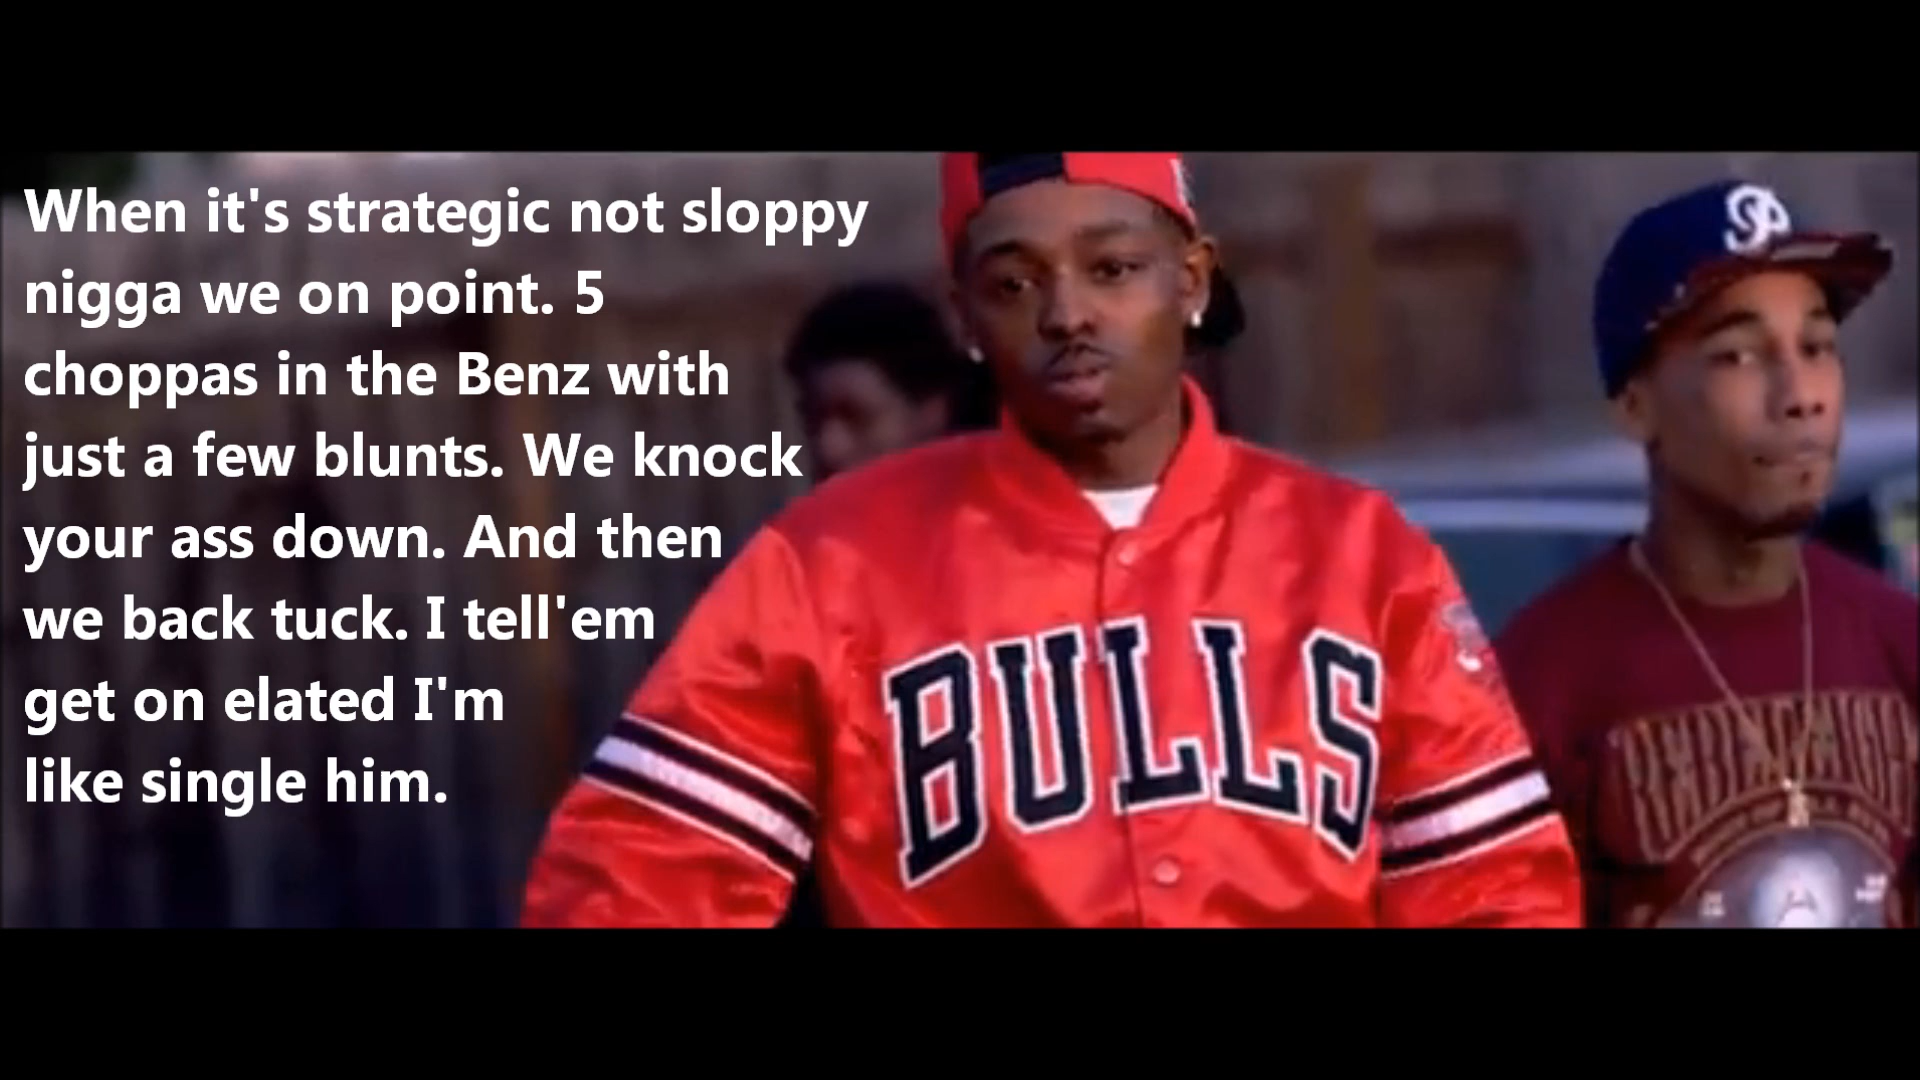 When it's strategic not sloppy
nigga we on point. 5
choppas in the Benz with
just a few blunts. We knock
your ass down. And then
we back tuck. I tell'em
get on elated I'm
like single him.
SP
BULLS